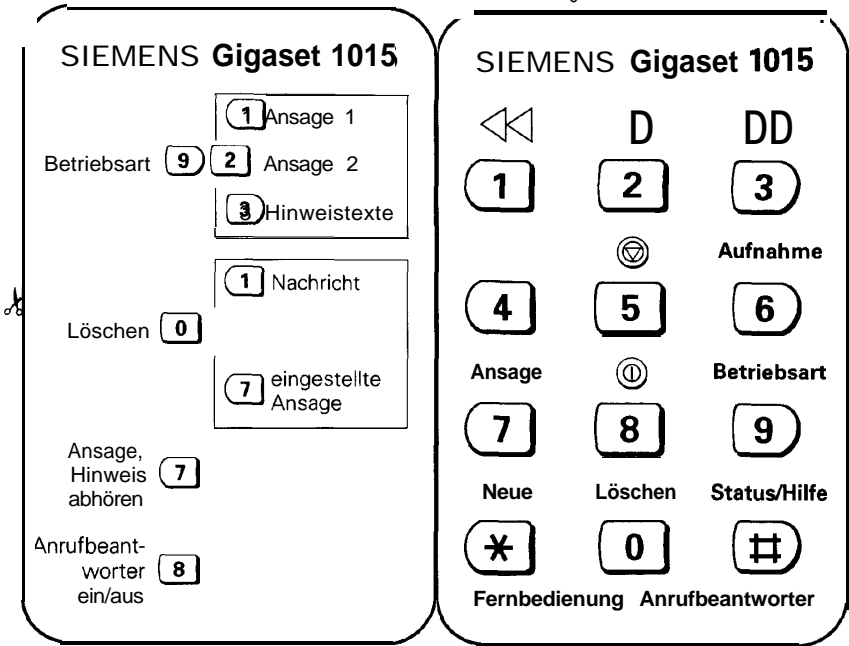 SIEMENS Gigaset 1015
1 Ansage 1
Betriebsart 9 2 Ansage 2
3 Hinweistexte
1 Nachricht
Löschen 0
7 eingestellte
Ansage
Ansage,
Hinweis 7
abhören
Anrufbeant-
worter 8
ein/aus
SIEMENS Gigaset 1015
D DD
1 2 3
Aufnahme
4 5 6
Ansage Betriebsart
7 8 9
Neue Löschen Status/Hilfe
* 0 #
Fernbedienung Anrufbeantworter